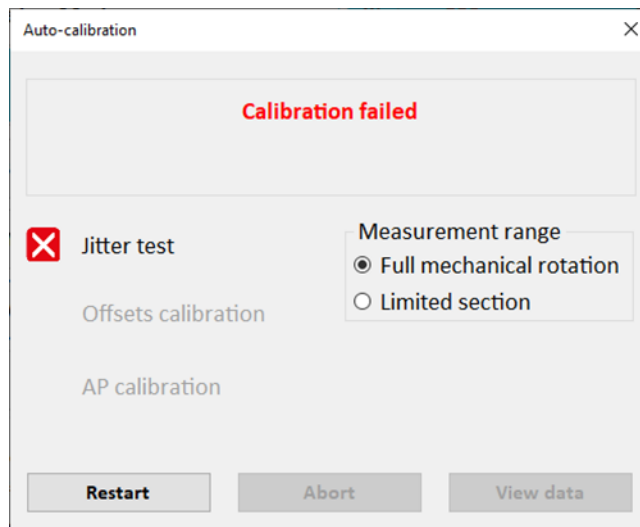 Auto-calibration
Calibration failed
Jitter test
Offsets calibration
AP calibration
Measurement range
Full mechanical rotation
Limited section
Restart
Abort
View data